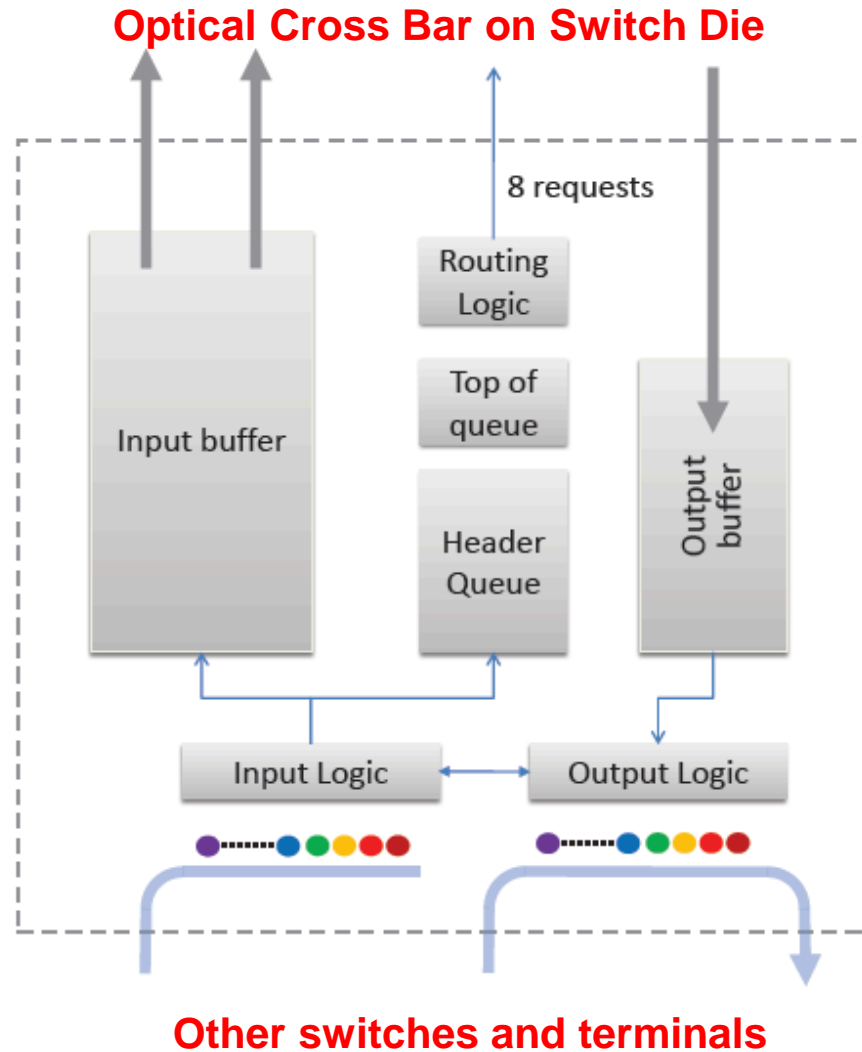 Optical Cross Bar on Switch Die
8 requests
Routing
Logic
Top of
queue
Input buffer
Output
buffer
Header
Queue
Input Logic
Output Logic
Other switches and terminals